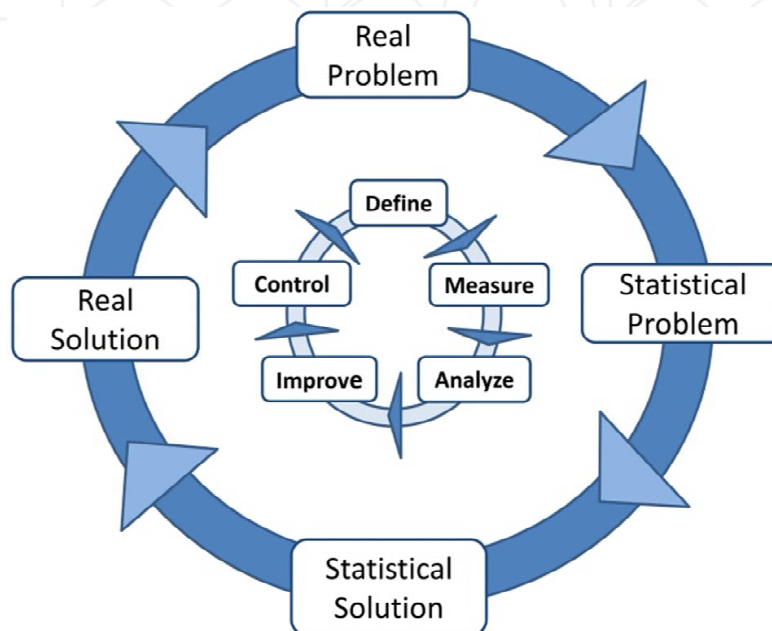 Real
Problem
Define
Control
Measure
Real
Solution
Statistical
Problem
Improve
Analyze
Statistical
Solution